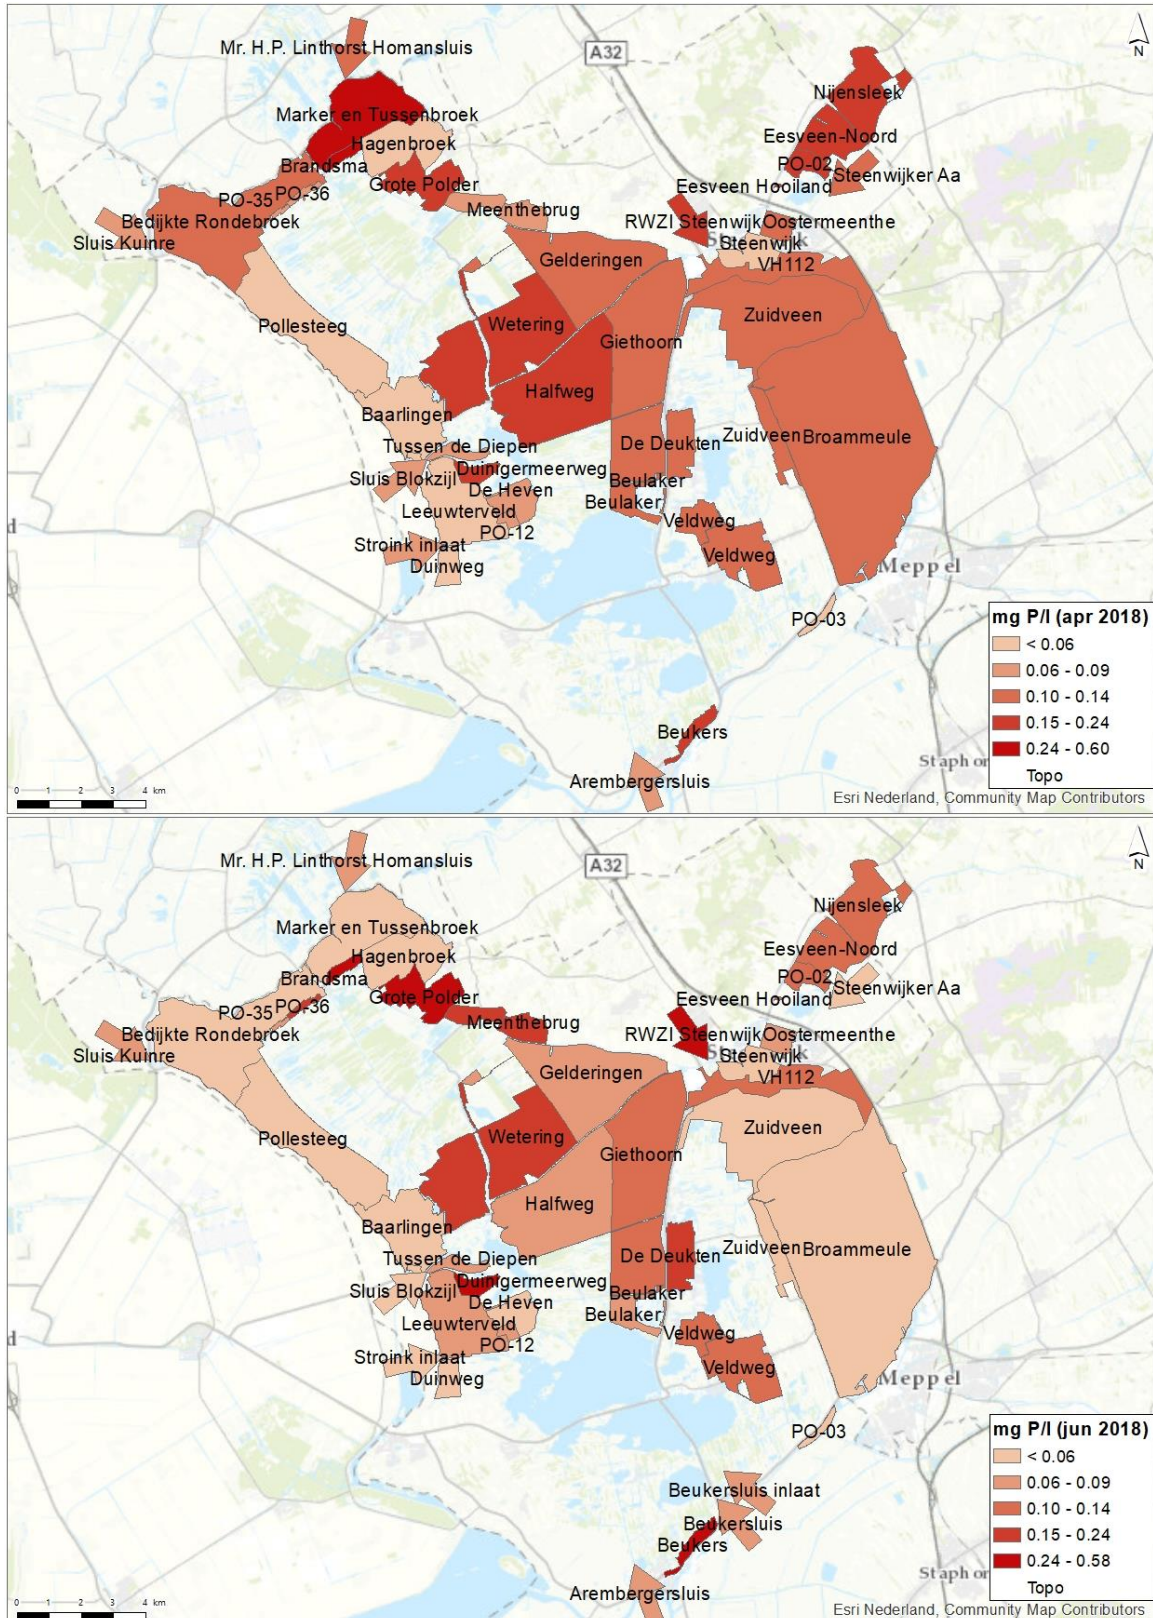 Mr. H.P. Linthorst Homansluis
A32
N
Nijensleek
Marker en Tussenbroek
Hagenbroek
Eesveen-Noord
Brandsma
PO-02
Steenwijker Aa
Grote Polder
Eesveen Hooiland
PO-35
PO-36
Meenthebrug
Bedijkte Rondebroek
RWZI Steenwijk
Oostermeenthe
Sluis Kuinre
Steenwijk
Gelderingen
VH112
Pollesteeg
Wetering
Zuidveen
Giethoorn
Halfweg
Baarlingen
Tussen de Diepen
De Deukten
Zuidveen
Broammeule
Sluis Blokzijl
Duinigermeerweg
De Heven
Beulaker
Beulaker
Leeuwterveld
Veldweg
PO-12
Stroink inlaat
Veldweg
Duinweg
Meppel
PO-03
mg P/l (apr 2018)
< 0.06
0.06 - 0.09
0.10 - 0.14
0.15 - 0.24
0.24 - 0.60
Topo
Beukers
Staphor
Arembergersluis
0 1 2 3 4 km
Esri Nederland, Community Map Contributors
Mr. H.P. Linthorst Homansluis
A32
N
Nijensleek
Marker en Tussenbroek
Hagenbroek
Eesveen-Noord
Brandsma
PO-02
Steenwijker Aa
Grote Polder
Eesveen Hooiland
PO-35
PO-36
Meenthebrug
Bedijkte Rondebroek
RWZI Steenwijk
Oostermeenthe
Sluis Kuinre
Steenwijk
Gelderingen
VH112
Pollesteeg
Wetering
Zuidveen
Giethoorn
Halfweg
Baarlingen
Tussen de Diepen
De Deukten
Zuidveen
Broammeule
Sluis Blokzijl
Duinigermeerweg
De Heven
Beulaker
Beulaker
Leeuwterveld
Veldweg
PO-12
Stroink inlaat
Veldweg
Duinweg
Meppel
PO-03
mg P/l (jun 2018)
< 0.06
0.06 - 0.09
0.10 - 0.14
0.15 - 0.24
0.24 - 0.58
Topo
Beukersluis inlaat
Beukersluis
Beukers
Staphor
Arembergersluis
0 1 2 3 4 km
Esri Nederland, Community Map Contributors